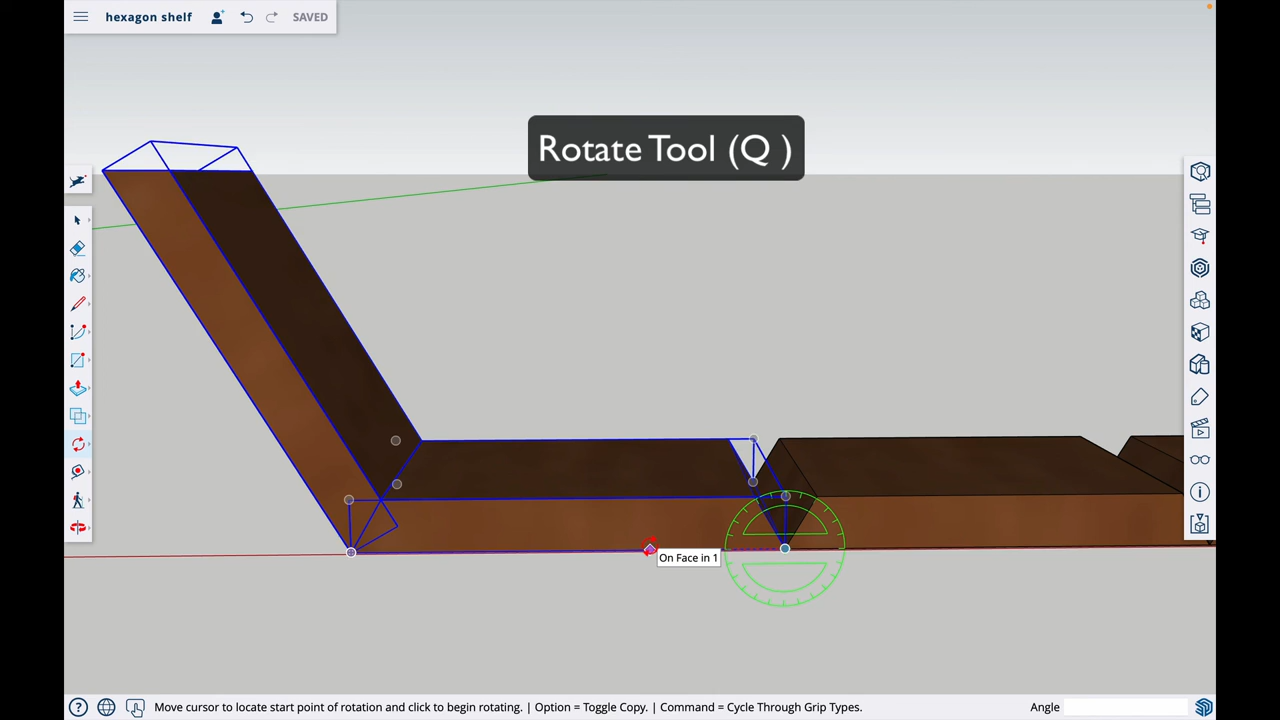 hexagon shelf
SAVED
Rotate Tool (Q )
On Face in 1
Move cursor to locate start point of rotation and click to begin rotating. | Option = Toggle Copy. | Command = Cycle Through Grip Types.
Angle